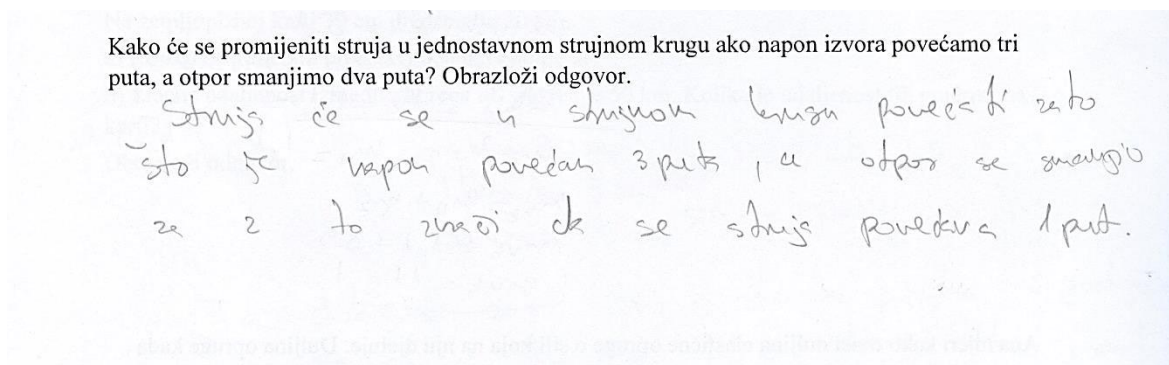 Kako će se promijeniti struja u jednostavnom strujnom krugu ako napon izvora povećamo tri
puta, a otpor smanjimo dva puta? Obrazloži odgovor.
Struja će se u strujnom krugu povećati zato
što je napon povećan 3 puta, a otpor se smanjio
za 2 to znači da se struja povećava 1 put.